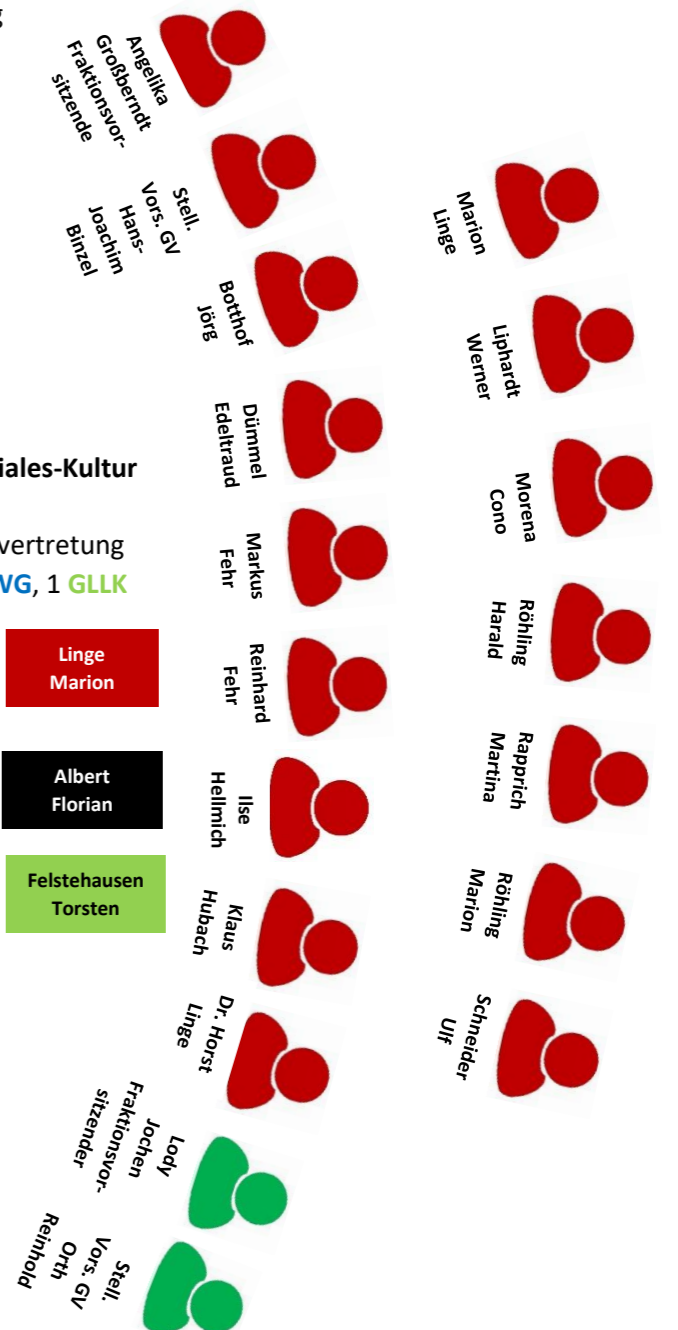 g
Angelika
Großberndt
Fraktionsvor-
sitzende
Stell.
Vors. GV
Hans-
Joachim
Binzel
Botthof
Jörg
Dümmel
Edeltraud
Markus
Fehr
Reinhard
Fehr
Ilse
Hellmich
Klaus
Hubach
Dr. Horst
Linge
Lody
Jochen
Fraktionsvor-
sitzender
Stell.
Vors. GV
Orth
Reinhold
Marion
Linge
Liphardt
Werner
Morena
Cono
Röhling
Harald
Rapprich
Martina
Röhling
Marion
Schneider
Ulf
iales-Kultur
vertretung
WG, 1 GLLK
Linge
Marion
Albert
Florian
Felstehausen
Torsten